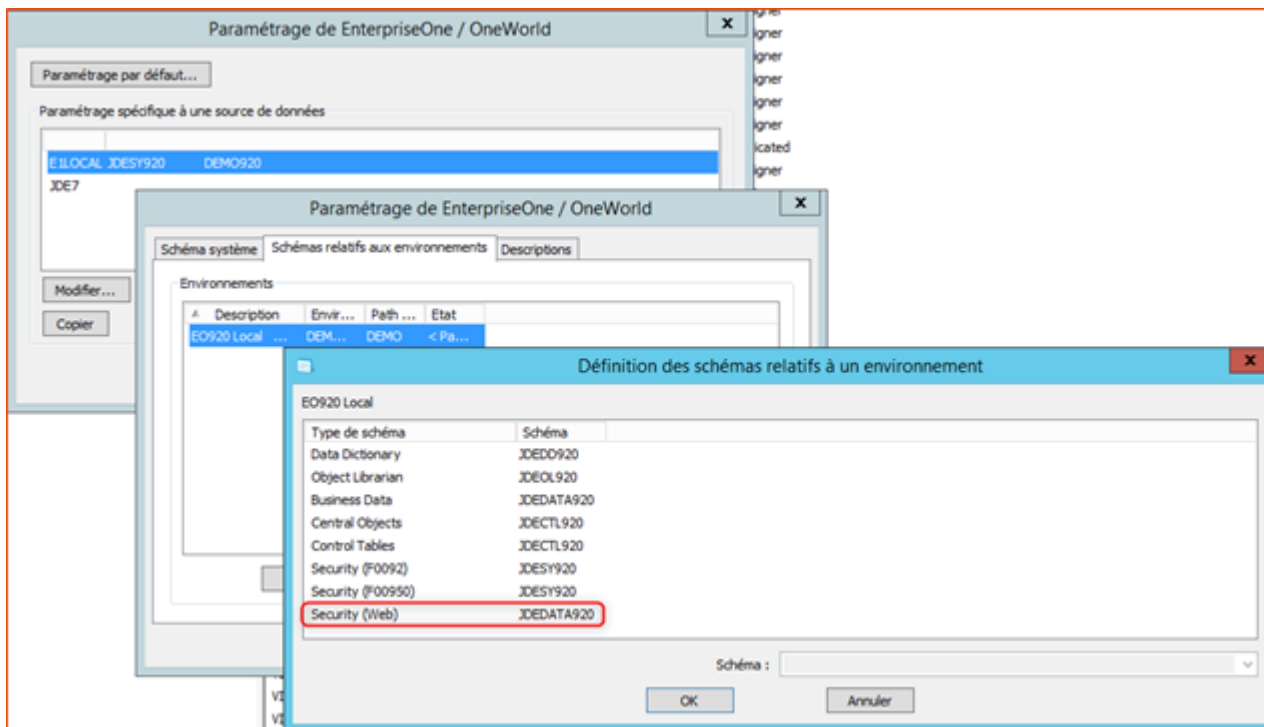 Paramétrage de EnterpriseOne / OneWorld
x
igner
igner
igner
igner
igner
icated
igner
Paramétrage par défaut...
Paramétrage spécifique à une source de données
E1LOCAL JDESY920 DEMO920
JDE7
Modifier...
Copier
Paramétrage de EnterpriseOne / OneWorld
x
Schéma système Schémas relatifs aux environnements Descriptions
Environnements
Description Envir... Path ... Etat
EO920 Local ... DEM... DEMO < Pa...
Définition des schémas relatifs à un environnement
x
EO920 Local
Type de schéma Schéma
Data Dictionary JDEDD920
Object Librarian JDEOL920
Business Data JDEDATA920
Central Objects JDECTL920
Control Tables JDECTL920
Security (F0092) JDESY920
Security (F00950) JDESY920
Security (Web) JDEDATA920
Schéma :
OK Annuler